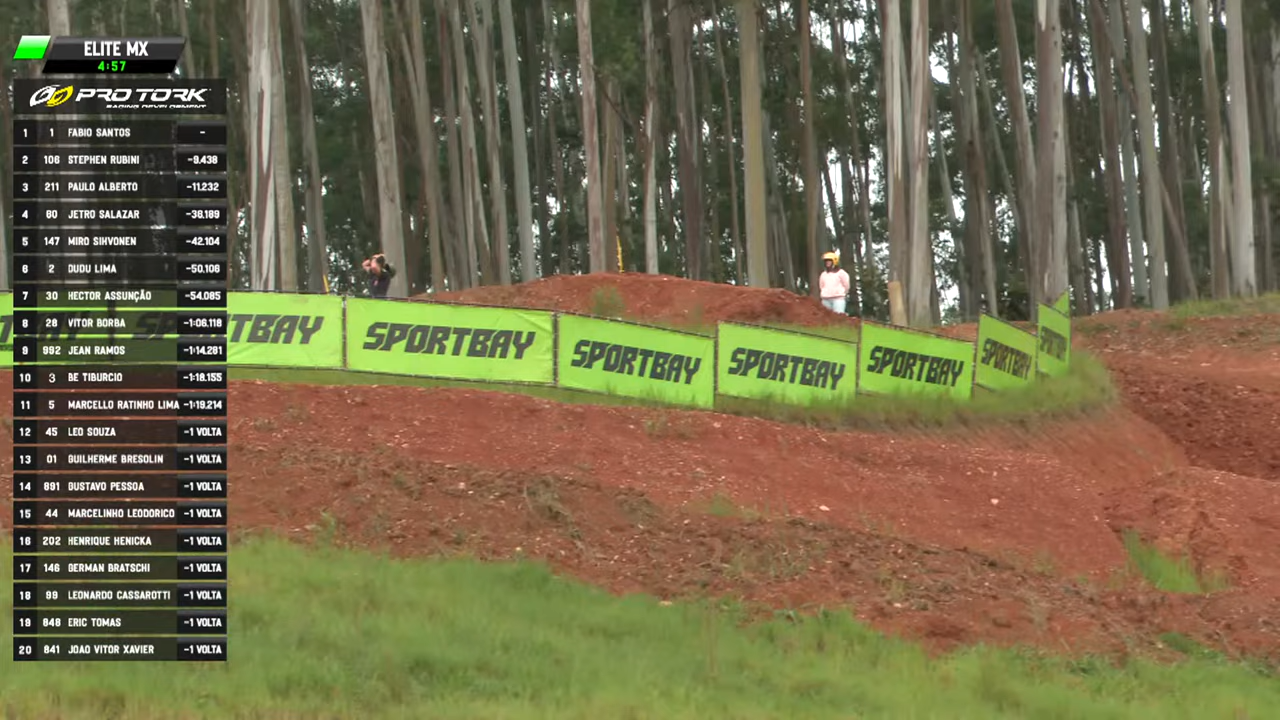 ELITE MX
4:57
PRO TORK
RACING DEVELOPMENT
1 1 FABIO SANTOS -
2 106 STEPHEN RUBINI -9.438
3 211 PAULO ALBERTO -11.232
4 60 JETRO SALAZAR -36.189
5 147 MIRO SIHVONEN -42.104
6 2 DUDU LIMA -50.106
7 30 HECTOR ASSUNÇÃO -54.085
8 28 VITOR BORBA -1:06.118
9 992 JEAN RAMOS -1:14.291
10 3 BE TIBURCIO -1:18.155
11 5 MARCELLO RATINHO LIMA -1:19.214
12 45 LEO SOUZA -1 VOLTA
13 01 GUILHERME BRESOLIN -1 VOLTA
14 891 GUSTAVO PESSOA -1 VOLTA
15 44 MARCELINHO LEODORICO -1 VOLTA
16 202 HENRIQUE HENICKA -1 VOLTA
17 146 GERMAN BRATSCHI -1 VOLTA
18 99 LEONARDO CASSAROTTI -1 VOLTA
19 848 ERIC TOMAS -1 VOLTA
20 841 JOAO VITOR XAVIER -1 VOLTA
SPORTBAY
SPORTBAY
SPORTBAY
SPORTBAY
SPORTBAY
SPORTBAY
SPORTBAY